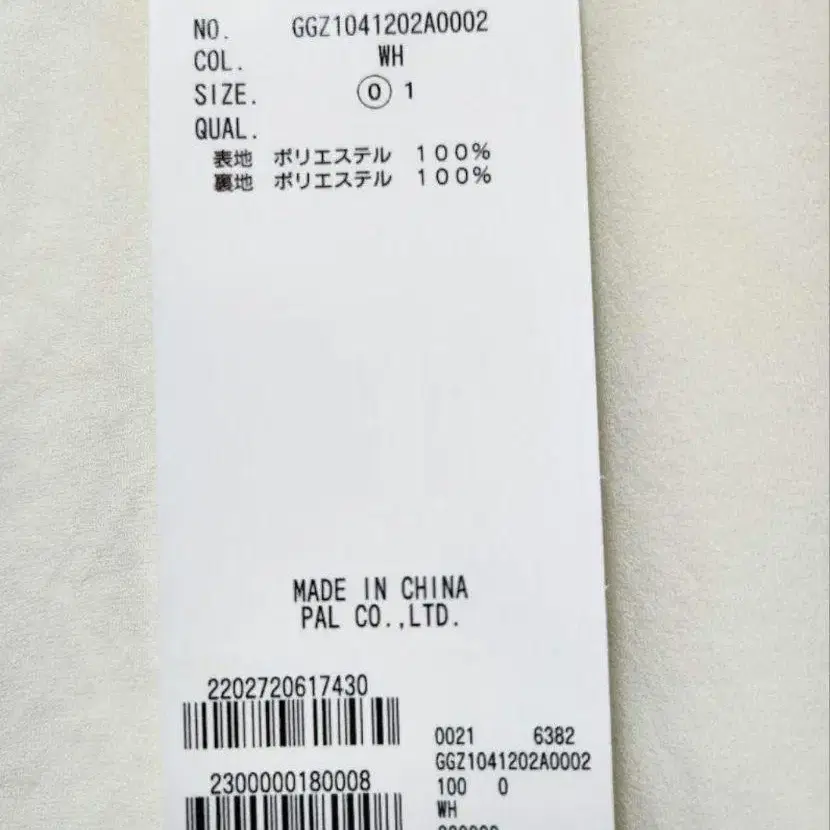 NO. GGZ1041202A0002
COL. WH
SIZE. 0 1
QUAL.
表地 ポリエステル 100%
裏地 ポリエステル 100%
MADE IN CHINA
PAL CO.,LTD.
2202720617430
2300000180008
0021 6382
GGZ1041202A0002
100 0
WH